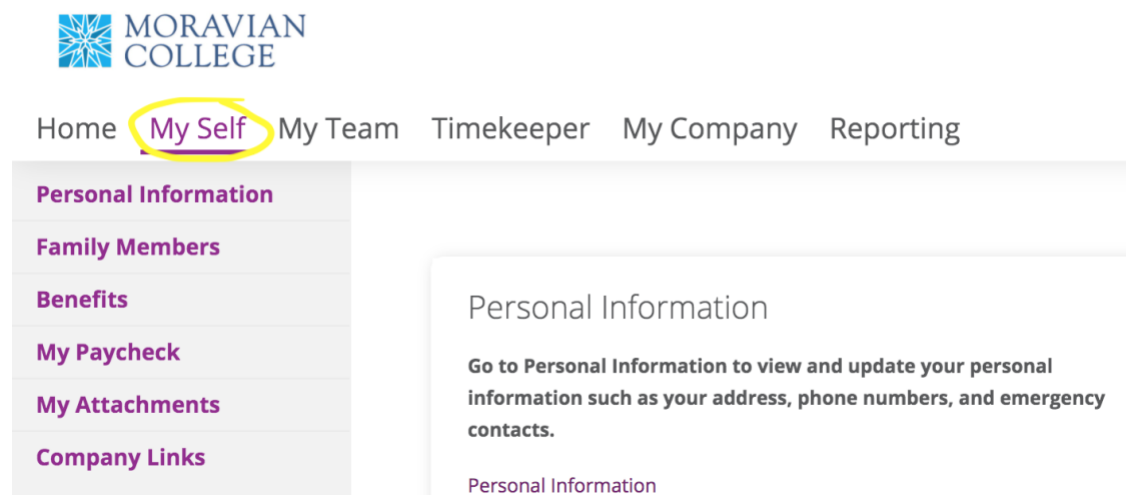 MORAVIAN
COLLEGE
Home My Self My Team Timekeeper My Company Reporting
Personal Information
Family Members
Benefits
My Paycheck
My Attachments
Company Links
Personal Information
Go to Personal Information to view and update your personal
information such as your address, phone numbers, and emergency
contacts.
Personal Information